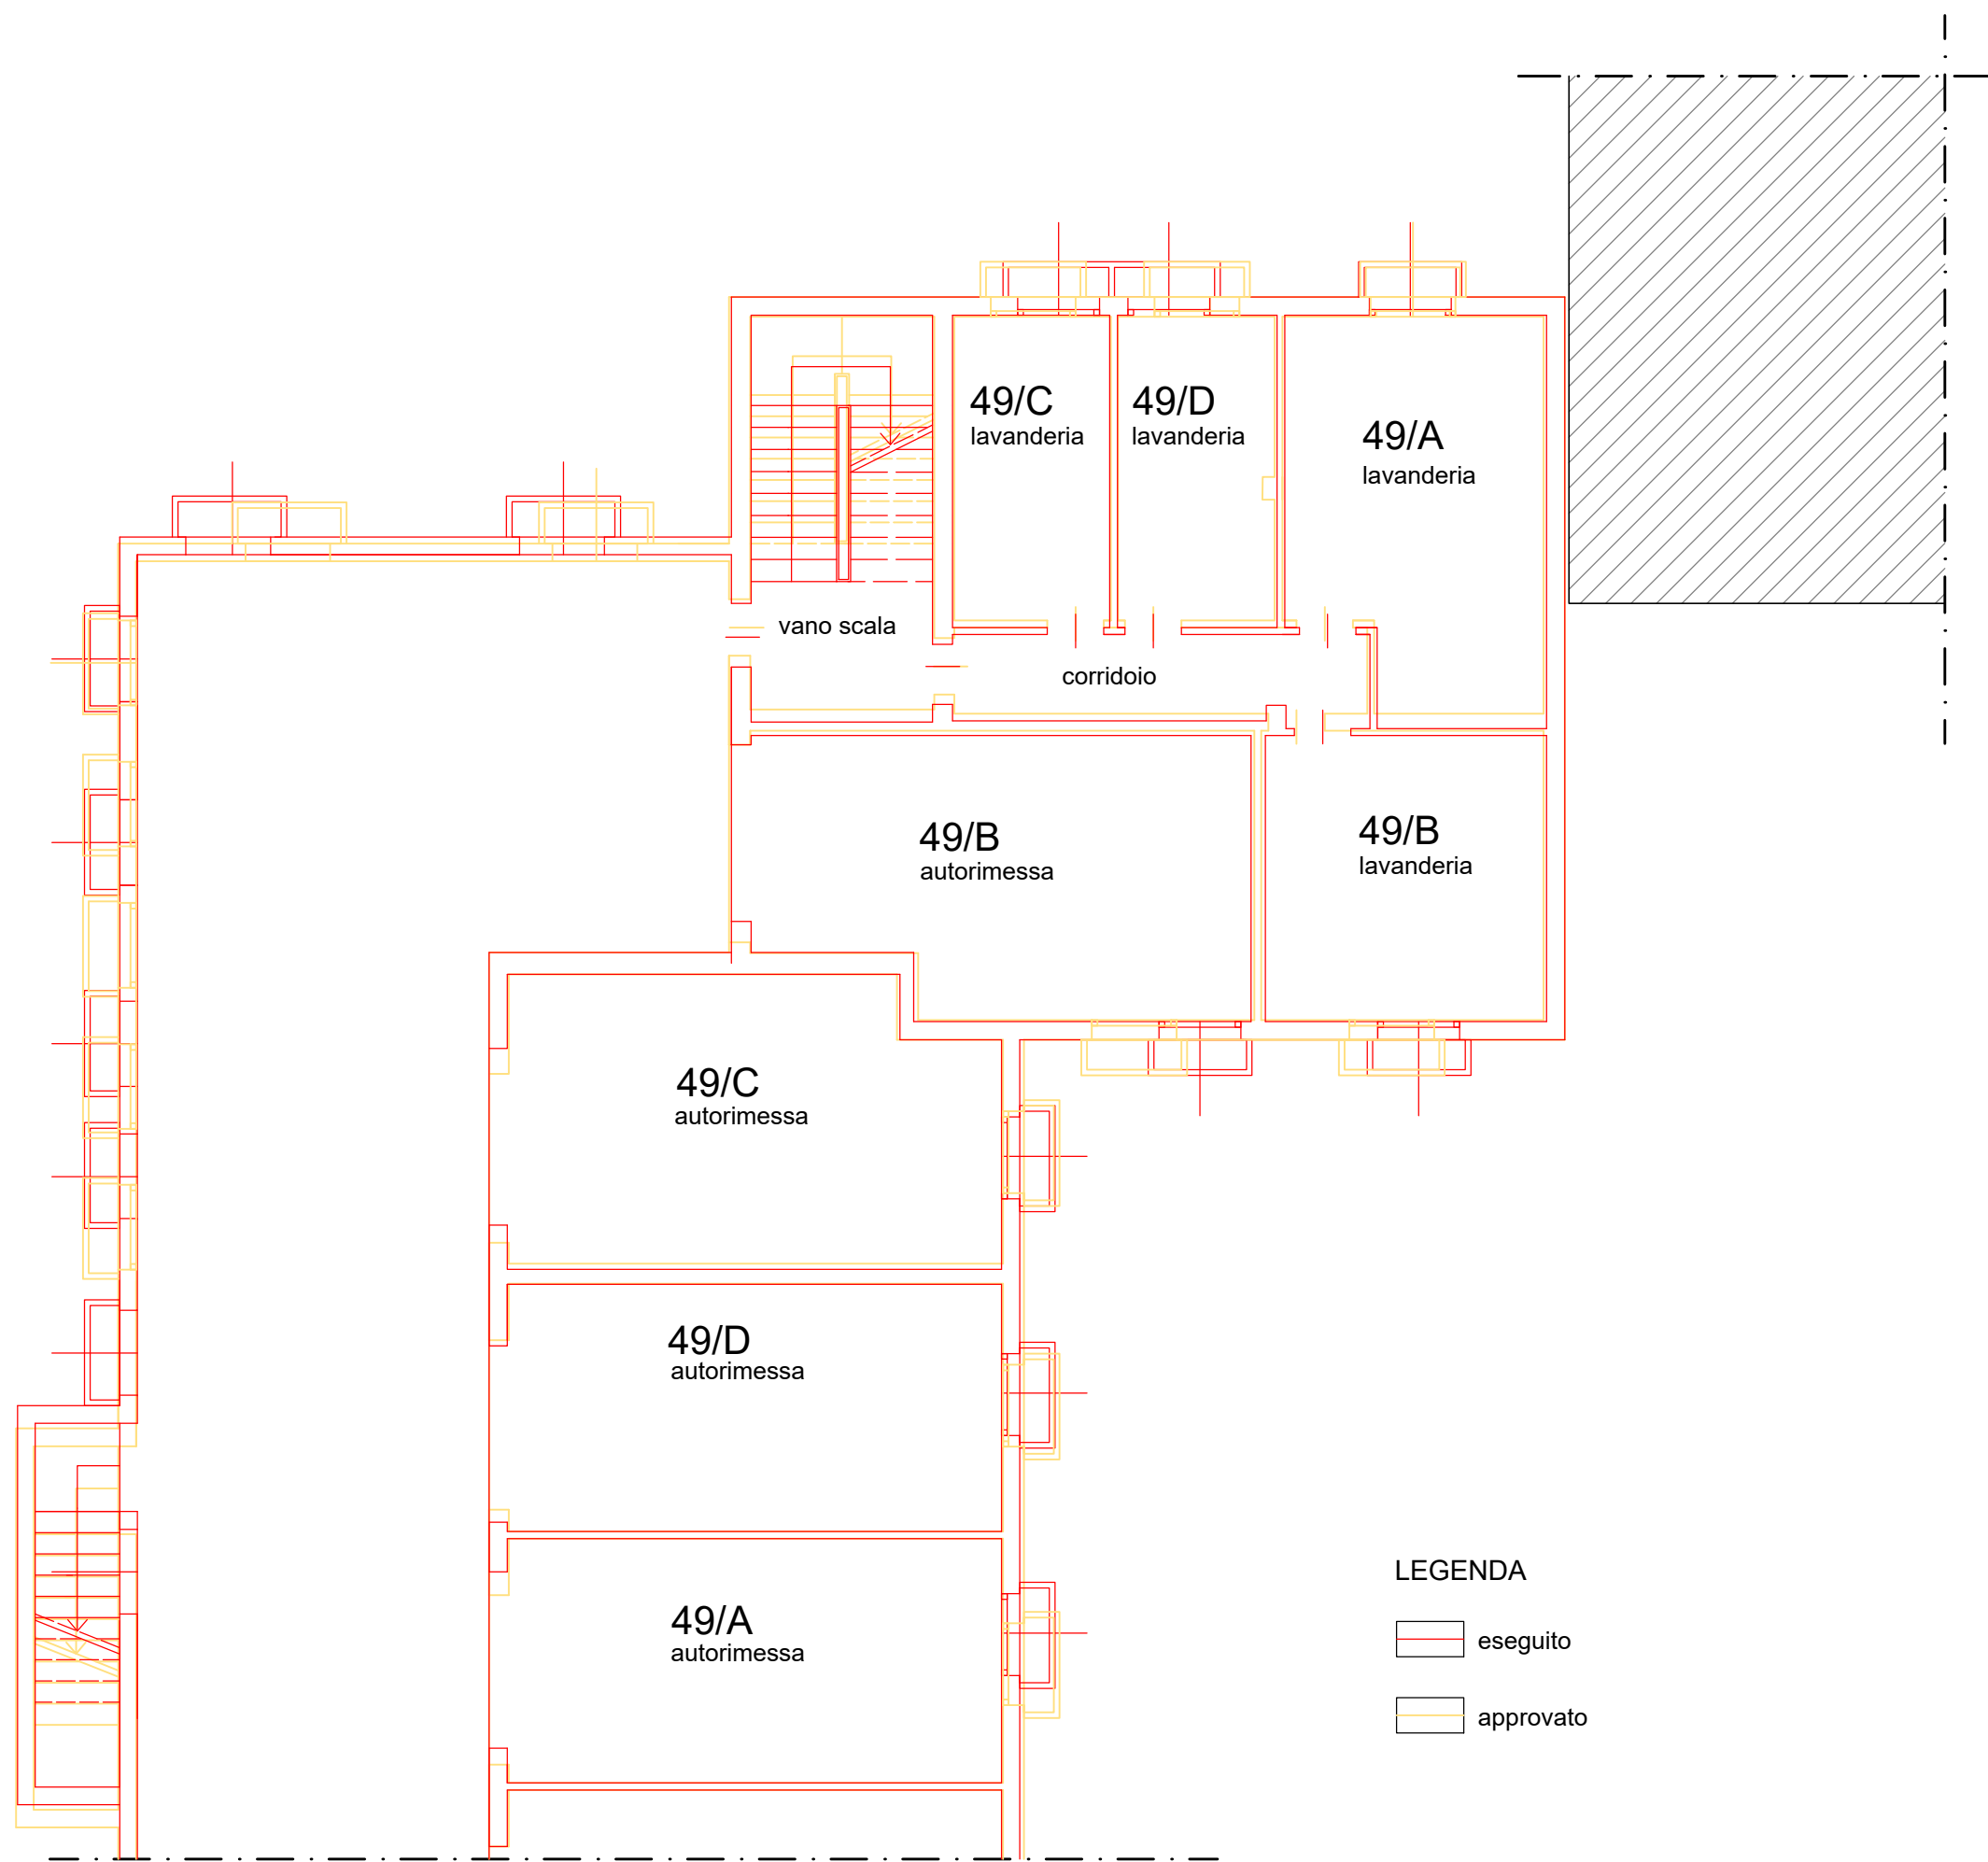 49/C
lavanderia
49/D
lavanderia
49/A
lavanderia
vano scala
corridoio
49/B
autorimessa
49/B
lavanderia
49/C
autorimessa
49/D
autorimessa
49/A
autorimessa
LEGENDA
eseguito
approvato